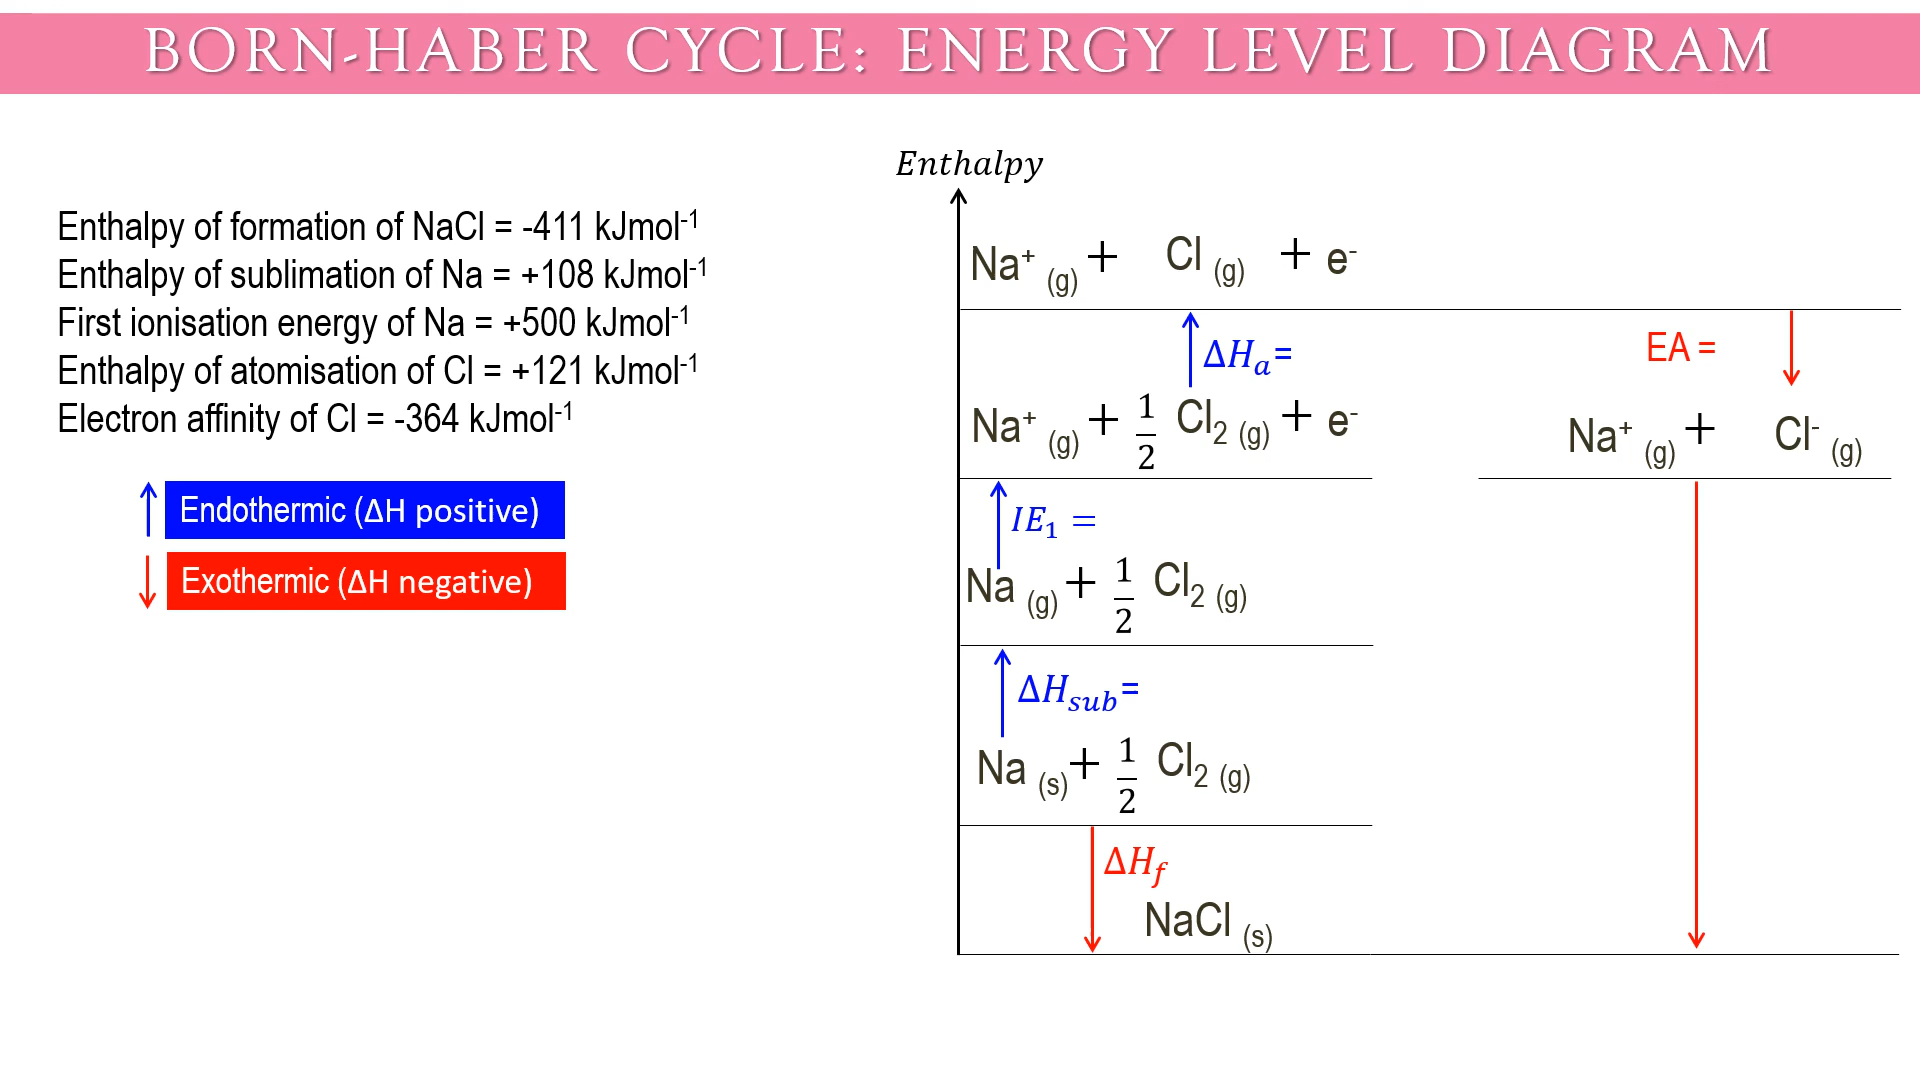 BORN-HABER CYCLE: ENERGY LEVEL DIAGRAM
Enthalpy of formation of NaCl = -411 kJmol⁻¹
Enthalpy of sublimation of Na = +108 kJmol⁻¹
First ionisation energy of Na = +500 kJmol⁻¹
Enthalpy of atomisation of Cl = +121 kJmol⁻¹
Electron affinity of Cl = -364 kJmol⁻¹
Endothermic (ΔH positive)
Exothermic (ΔH negative)
Enthalpy
Na⁺ (g) + Cl (g) + e⁻
ΔHₐ=
EA =
Na⁺ (g) + 1/2 Cl₂ (g) + e⁻
Na⁺ (g) + Cl⁻ (g)
IE₁ =
Na (g) + 1/2 Cl₂ (g)
ΔH_sub=
Na (s) + 1/2 Cl₂ (g)
ΔH_f
NaCl (s)